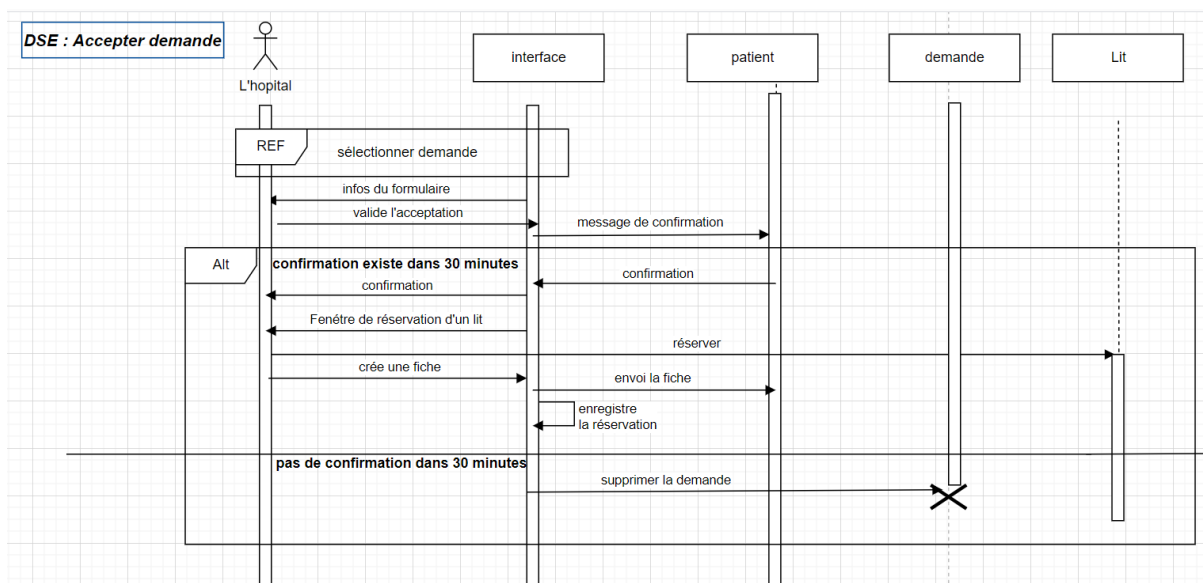 DSE : Accepter demande
L'hopital
interface
patient
demande
Lit
REF
sélectionner demande
infos du formulaire
valide l'acceptation
message de confirmation
Alt
confirmation existe dans 30 minutes
confirmation
confirmation
Fenétre de réservation d'un lit
réserver
crée une fiche
envoi la fiche
enregistre
la réservation
pas de confirmation dans 30 minutes
supprimer la demande